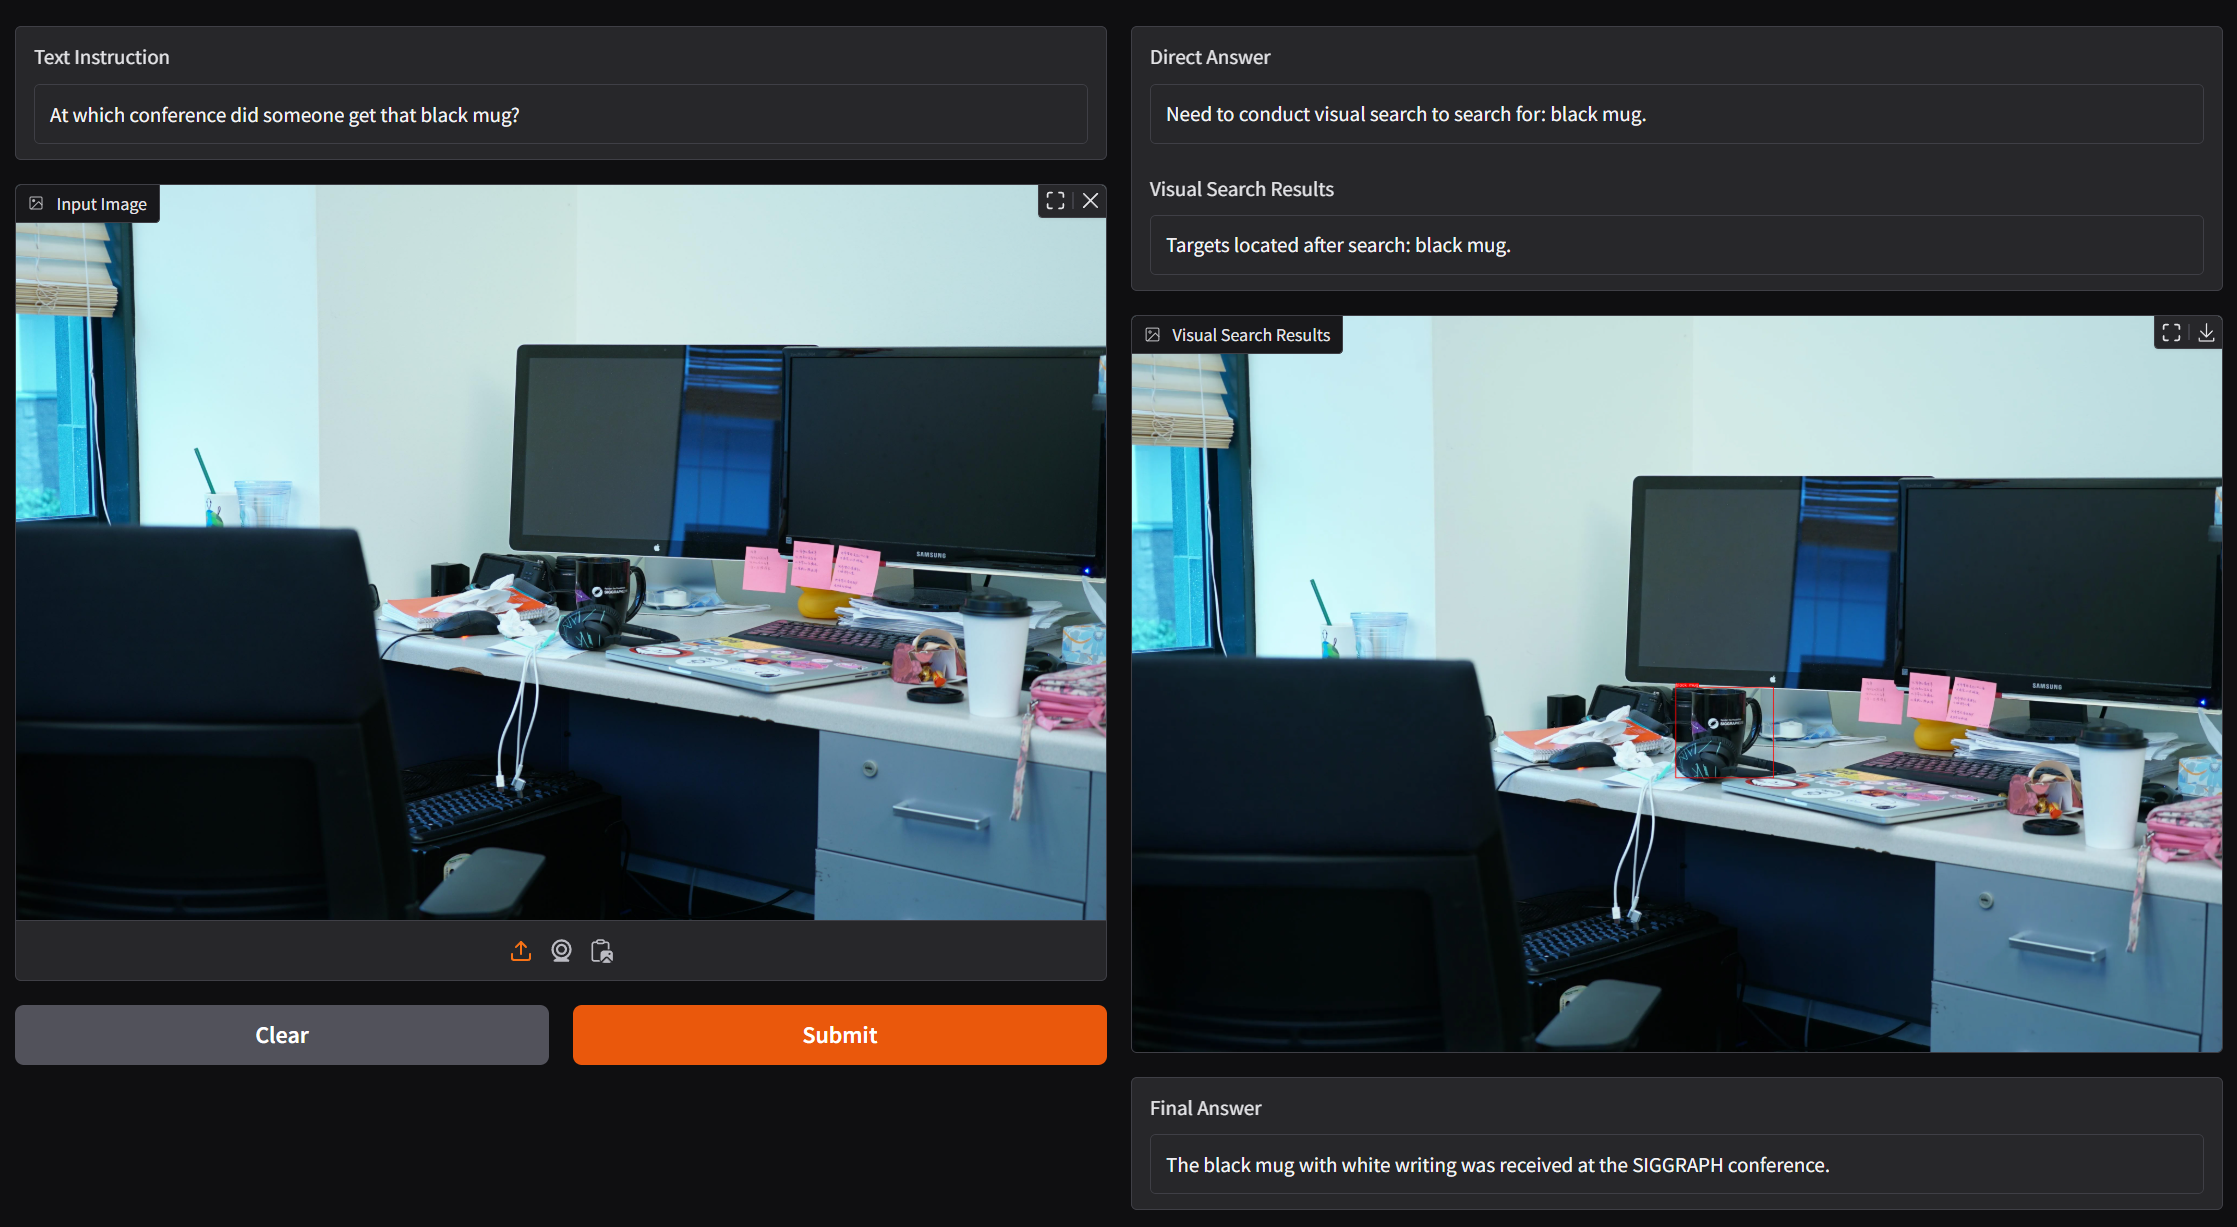 Text Instruction
At which conference did someone get that black mug?
Input Image
SAMSUNG
SIGGRAPH
Clear
Submit
Direct Answer
Need to conduct visual search to search for: black mug.
Visual Search Results
Targets located after search: black mug.
Visual Search Results
SAMSUNG
SIGGRAPH
Final Answer
The black mug with white writing was received at the SIGGRAPH conference.